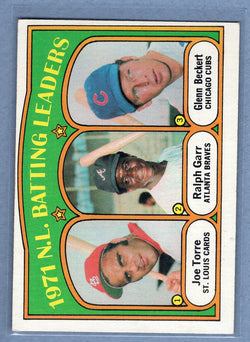 1971 N.L. BATTING LEADERS
1
Joe Torre
ST. LOUIS CARDS
2
Ralph Garr
ATLANTA BRAVES
3
Glenn Beckert
CHICAGO CUBS